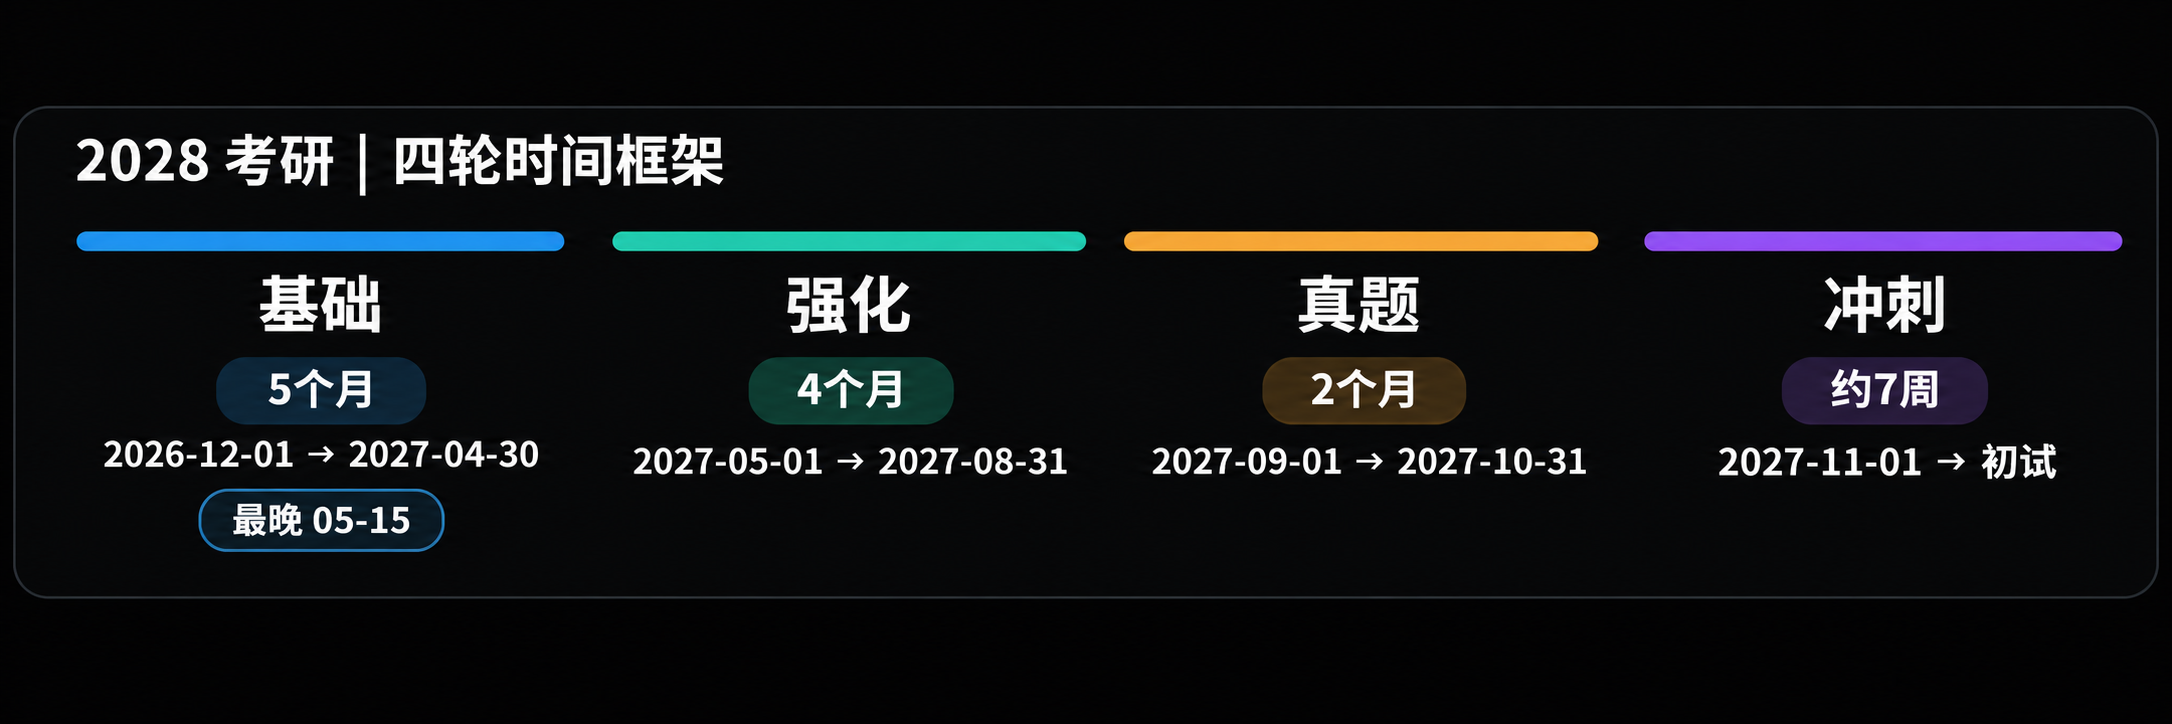 2028 考研 | 四轮时间框架
基础
5个月
2026-12-01 → 2027-04-30
最晚 05-15
强化
4个月
2027-05-01 → 2027-08-31
真题
2个月
2027-09-01 → 2027-10-31
冲刺
约7周
2027-11-01 → 初试